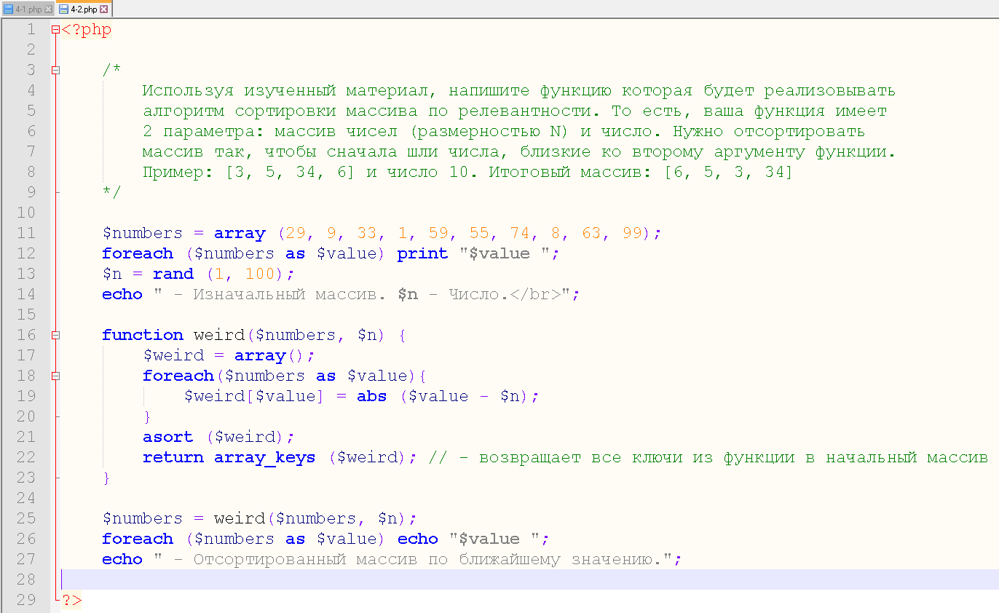 4-1.php 4-2.php
1 <?php
2
3 /*
4 Используя изученный материал, напишите функцию которая будет реализовывать
5 алгоритм сортировки массива по релевантности. То есть, ваша функция имеет
6 2 параметра: массив чисел (размерностью N) и число. Нужно отсортировать
7 массив так, чтобы сначала шли числа, близкие ко второму аргументу функции.
8 Пример: [3, 5, 34, 6] и число 10. Итоговый массив: [6, 5, 3, 34]
9 */
10
11 $numbers = array (29, 9, 33, 1, 59, 55, 74, 8, 63, 99);
12 foreach ($numbers as $value) print "$value ";
13 $n = rand (1, 100);
14 echo " - Изначальный массив. $n - Число.</br>";
15
16 function weird($numbers, $n) {
17 $weird = array();
18 foreach($numbers as $value){
19 $weird[$value] = abs ($value - $n);
20 }
21 asort ($weird);
22 return array_keys ($weird); // - возвращает все ключи из функции в начальный массив
23 }
24
25 $numbers = weird($numbers, $n);
26 foreach ($numbers as $value) echo "$value ";
27 echo " - Отсортированный массив по ближайшему значению.";
28
29 ?>